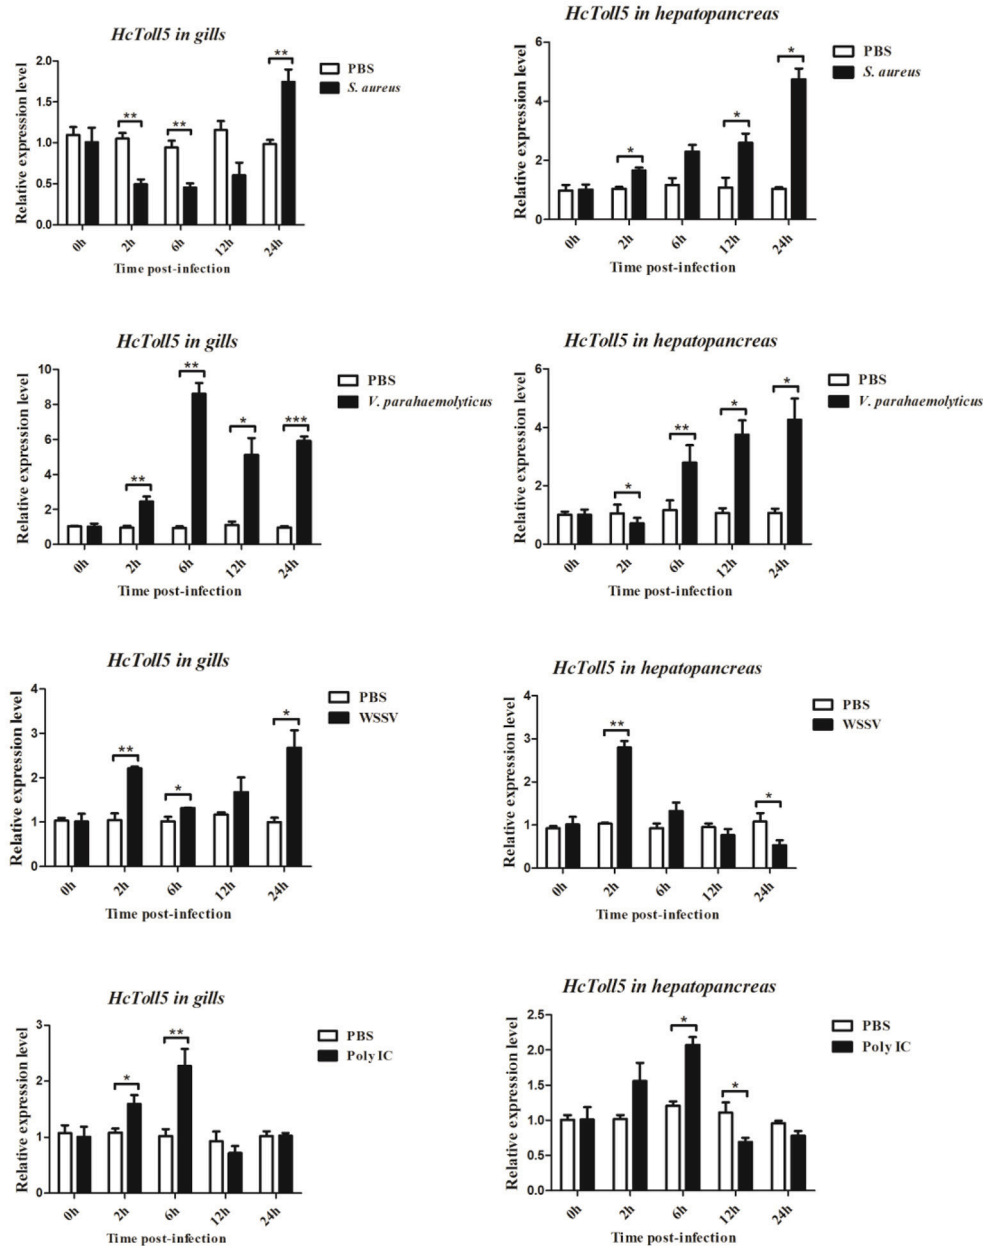 HcToll5 in gills
Relative expression level
2.0
1.5
1.0
0.5
0.0
**
**
**
PBS
S. aureus
0h
2h
6h
12h
24h
Time post-infection
HcToll5 in hepatopancreas
Relative expression level
6
4
2
0
*
*
*
PBS
S. aureus
0h
2h
6h
12h
24h
Time post-infection
HcToll5 in gills
Relative expression level
10
8
6
4
2
0
**
**
*
***
PBS
V. parahaemolyticus
0h
2h
6h
12h
24h
Time post-infection
HcToll5 in hepatopancreas
Relative expression level
6
4
2
0
*
**
*
*
PBS
V. parahaemolyticus
0h
2h
6h
12h
24h
Time post-infection
HcToll5 in gills
Relative expression level
4
3
2
1
0
**
*
*
PBS
WSSV
0h
2h
6h
12h
24h
Time post-infection
HcToll5 in hepatopancreas
Relative expression level
4
3
2
1
0
**
*
PBS
WSSV
0h
2h
6h
12h
24h
Time post-infection
HcToll5 in gills
Relative expression level
3
2
1
0
*
**
PBS
Poly IC
0h
2h
6h
12h
24h
Time post-infection
HcToll5 in hepatopancreas
Relative expression level
2.5
2.0
1.5
1.0
0.5
0.0
*
*
PBS
Poly IC
0h
2h
6h
12h
24h
Time post-infection